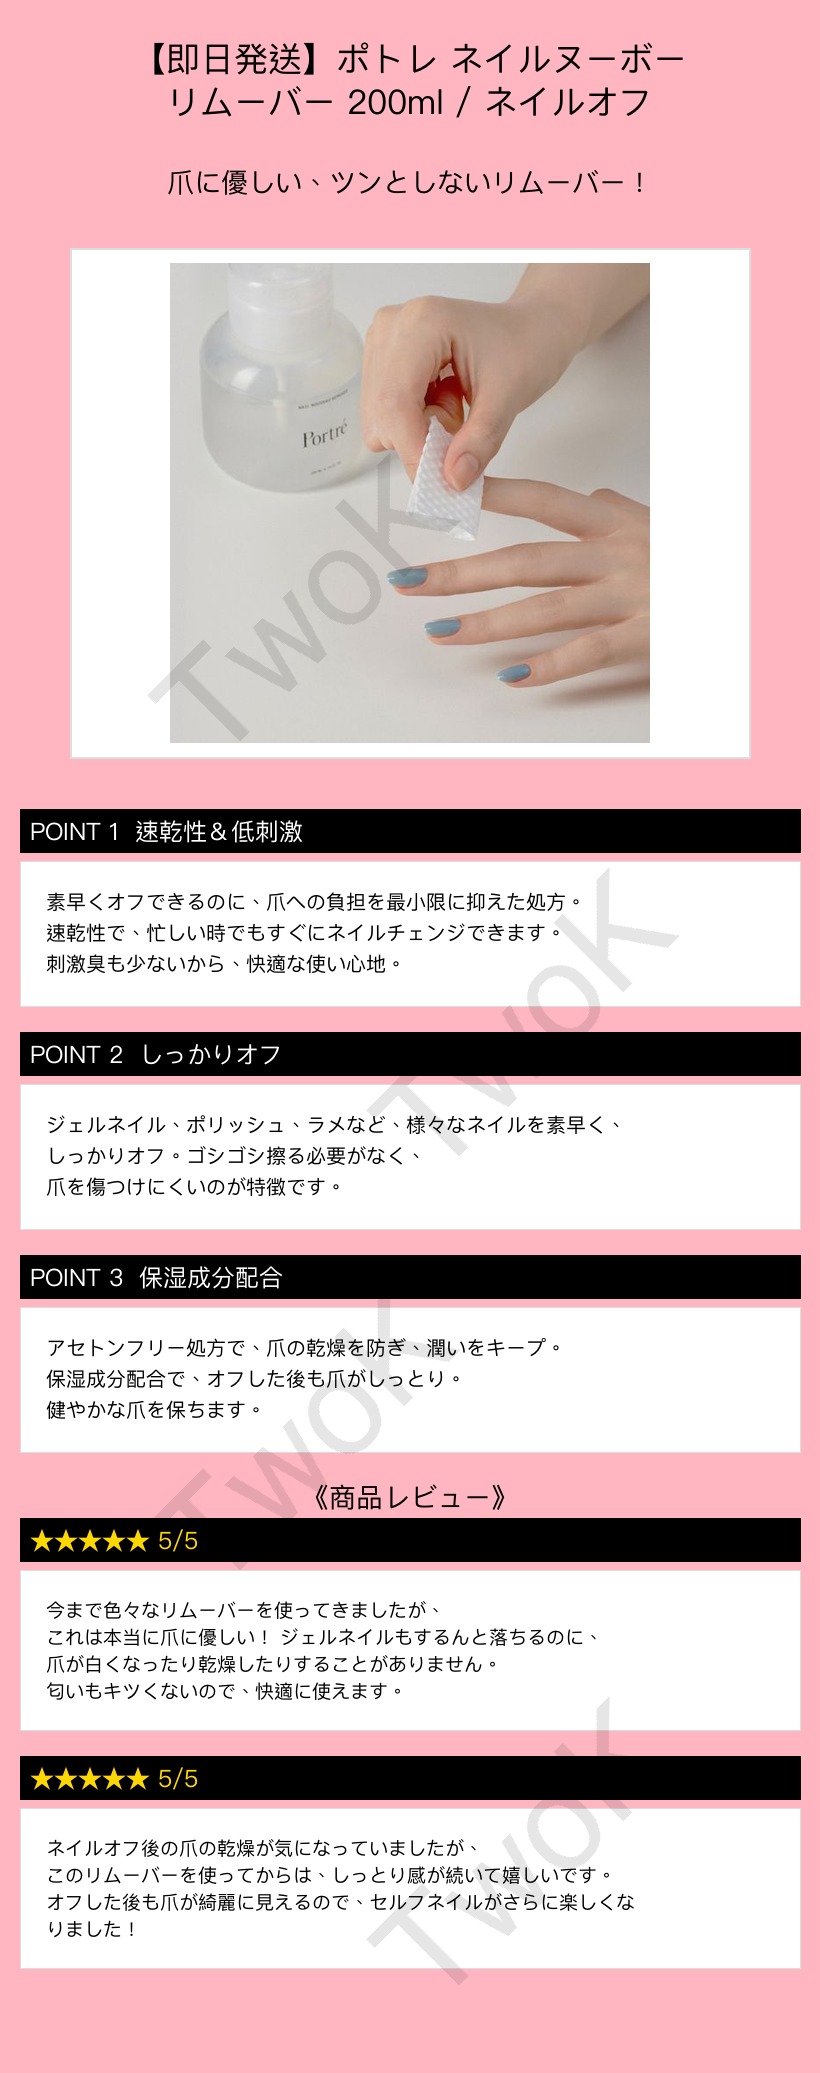 【即日発送】ポトレ ネイルヌーボー
リムーバー 200ml / ネイルオフ
爪に優しい、ツンとしないリムーバー！
Portré
TwoK
POINT 1 速乾性＆低刺激
素早くオフできるのに、爪への負担を最小限に抑えた処方。
速乾性で、忙しい時でもすぐにネイルチェンジできます。
刺激臭も少ないから、快適な使い心地。
TwoK
POINT 2 しっかりオフ
ジェルネイル、ポリッシュ、ラメなど、様々なネイルを素早く、
しっかりオフ。ゴシゴシ擦る必要がなく、
爪を傷つけにくいのが特徴です。
POINT 3 保湿成分配合
アセトンフリー処方で、爪の乾燥を防ぎ、潤いをキープ。
保湿成分配合で、オフした後も爪がしっとり。
健やかな爪を保ちます。
TwoK
《商品レビュー》
★★★★★ 5/5
今まで色々なリムーバーを使ってきましたが、
これは本当に爪に優しい！ ジェルネイルもするんと落ちるのに、
爪が白くなったり乾燥したりすることがありません。
匂いもキツくないので、快適に使えます。
★★★★★ 5/5
ネイルオフ後の爪の乾燥が気になっていましたが、
このリムーバーを使ってからは、しっとり感が続いて嬉しいです。
オフした後も爪が綺麗に見えるので、セルフネイルがさらに楽しくな
りました！
TwoK